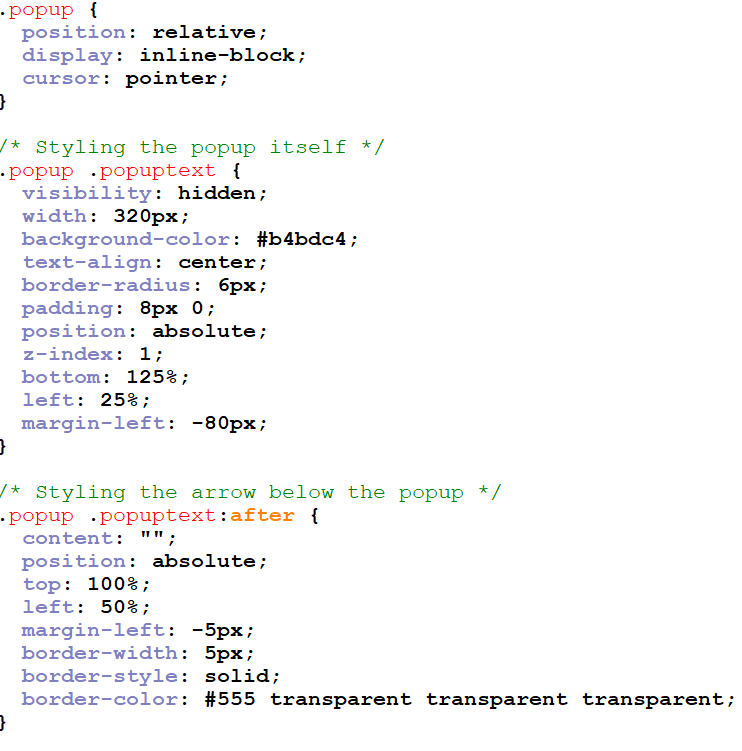 .popup {
  position: relative;
  display: inline-block;
  cursor: pointer;
}

/* Styling the popup itself */
.popup .popuptext {
  visibility: hidden;
  width: 320px;
  background-color: #b4bdc4;
  text-align: center;
  border-radius: 6px;
  padding: 8px 0;
  position: absolute;
  z-index: 1;
  bottom: 125%;
  left: 25%;
  margin-left: -80px;
}

/* Styling the arrow below the popup */
.popup .popuptext:after {
  content: "";
  position: absolute;
  top: 100%;
  left: 50%;
  margin-left: -5px;
  border-width: 5px;
  border-style: solid;
  border-color: #555 transparent transparent transparent;
}